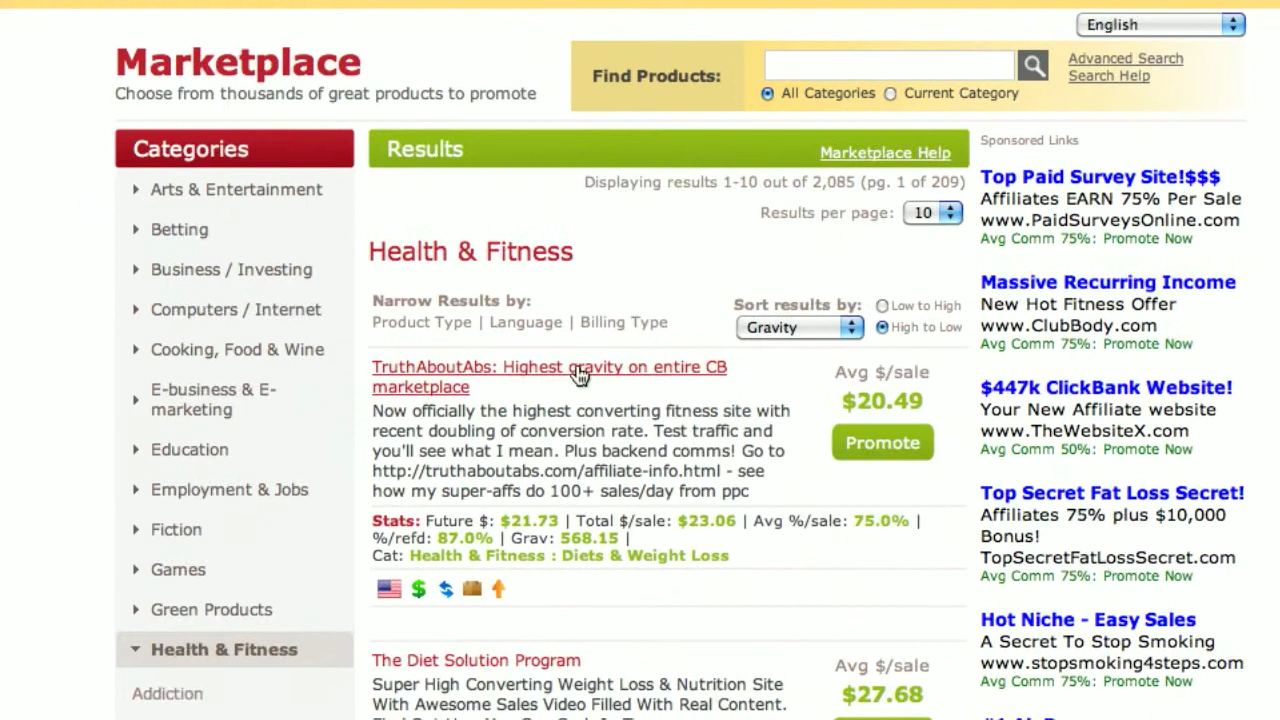 English
Marketplace
Choose from thousands of great products to promote
Find Products:
All Categories
Current Category
Advanced Search
Search Help
Categories
Arts & Entertainment
Betting
Business / Investing
Computers / Internet
Cooking, Food & Wine
E-business & E-
marketing
Education
Employment & Jobs
Fiction
Games
Green Products
Health & Fitness
Addiction
Results
Marketplace Help
Displaying results 1-10 out of 2,085 (pg. 1 of 209)
Results per page: 10
Health & Fitness
Narrow Results by:
Product Type | Language | Billing Type
Sort results by:
Gravity
Low to High
High to Low
TruthAboutAbs: Highest gravity on entire CB
marketplace
Now officially the highest converting fitness site with
recent doubling of conversion rate. Test traffic and
you'll see what I mean. Plus backend comms! Go to
http://truthaboutabs.com/affiliate-info.html - see
how my super-affs do 100+ sales/day from ppc
Avg $/sale
$20.49
Promote
Stats: Future $: $21.73 | Total $/sale: $23.06 | Avg %/sale: 75.0% |
%/refd: 87.0% | Grav: 568.15 |
Cat: Health & Fitness : Diets & Weight Loss
The Diet Solution Program
Super High Converting Weight Loss & Nutrition Site
With Awesome Sales Video Filled With Real Content.
Avg $/sale
$27.68
Sponsored Links
Top Paid Survey Site!$$$
Affiliates EARN 75% Per Sale
www.PaidSurveysOnline.com
Avg Comm 75%: Promote Now
Massive Recurring Income
New Hot Fitness Offer
www.ClubBody.com
Avg Comm 75%: Promote Now
$447k ClickBank Website!
Your New Affiliate website
www.TheWebsiteX.com
Avg Comm 50%: Promote Now
Top Secret Fat Loss Secret!
Affiliates 75% plus $10,000
Bonus!
TopSecretFatLossSecret.com
Avg Comm 75%: Promote Now
Hot Niche - Easy Sales
A Secret To Stop Smoking
www.stopsmoking4steps.com
Avg Comm 75%: Promote Now